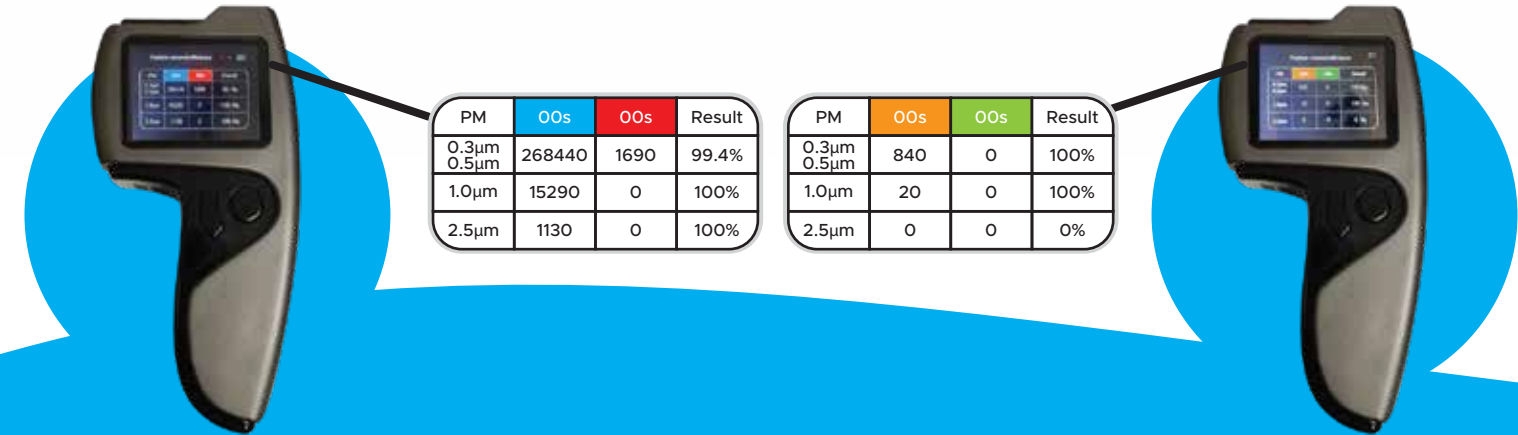 PM 00s 00s Result
0.3µm
0.5µm 268440 1690 99.4%
1.0µm 15290 0 100%
2.5µm 1130 0 100%
PM 00s 00s Result
0.3µm
0.5µm 840 0 100%
1.0µm 20 0 100%
2.5µm 0 0 0%